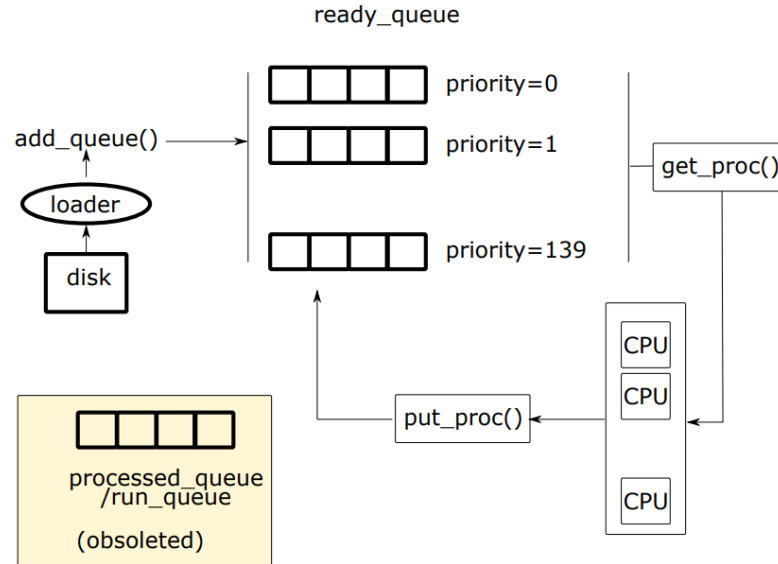 ready_queue
priority=0
add_queue()
priority=1
get_proc()
loader
priority=139
disk
CPU
CPU
put_proc()
CPU
processed_queue
/run_queue
(obsoleted)